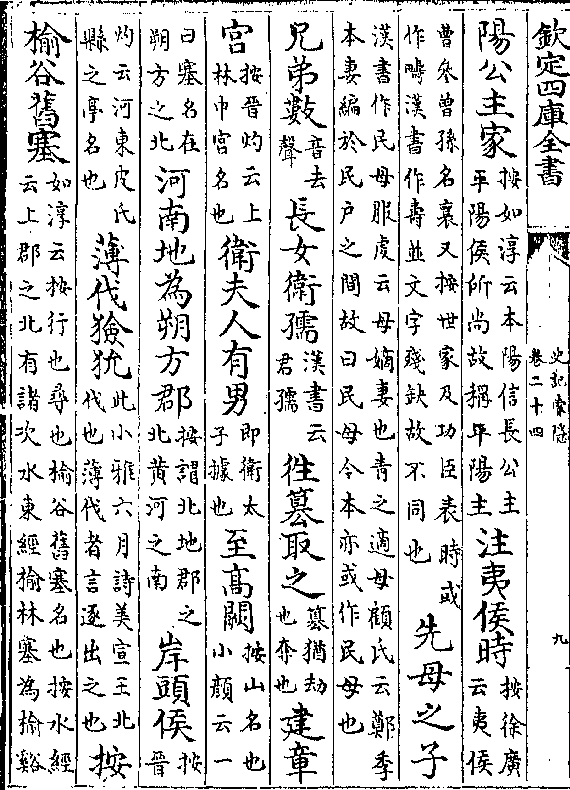 欽定四庫全書
史記索隱
卷二十四
九
陽公主家按如淳云本陽信長公主平陽侯所尚故稱平陽主注夷侯時按徐廣云夷侯
曹參曾孫名襄又按世家及功臣表時或作疇漢書作壽並文字殘缺故不同也先母之子
漢書作民母服虔云母嫡妻也青之適母顧氏云鄭季本妻編於民户之間故曰民母今本亦或作民母也
兄弟數音去聲長女衛孺漢書云君孺往篡取之篡猶劫也奪也建章
宮按晉灼云上林中宮名也衛夫人有男即衛太子據也至高闕按山名也小顏云一
曰塞名在朔方之北河南地為朔方郡按謂北地郡之北黄河之南岸頭侯按晉
灼云河東皮氏縣之亭名也薄伐獫狁此小雅六月詩美宣王北伐也薄伐者言逐出之也按
榆谷舊塞如淳云按行也尋也榆谷舊塞名也按水經云上郡之北有諸次水東經榆林塞為榆谿